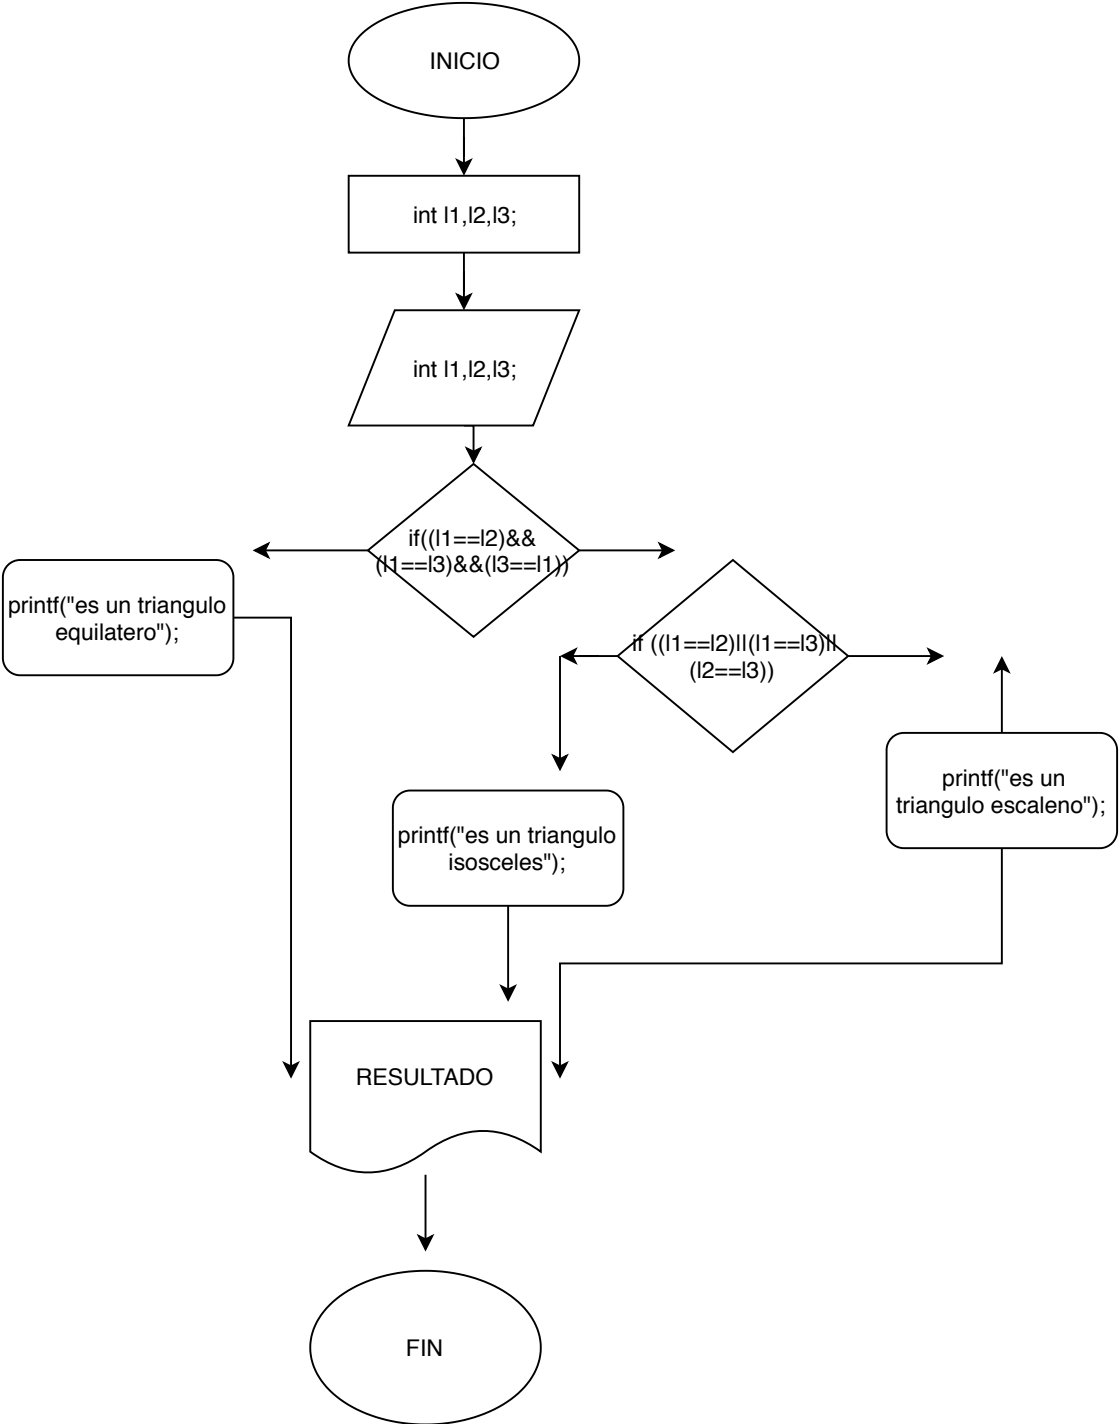 INICIO
int l1,l2,l3;
int l1,l2,l3;
if((l1==l2)&&
(l1==l3)&&(l3==l1))
printf("es un triangulo
equilatero");
if ((l1==l2)||(l1==l3)||
(l2==l3))
printf("es un
triangulo escaleno");
printf("es un triangulo
isosceles");
RESULTADO
FIN